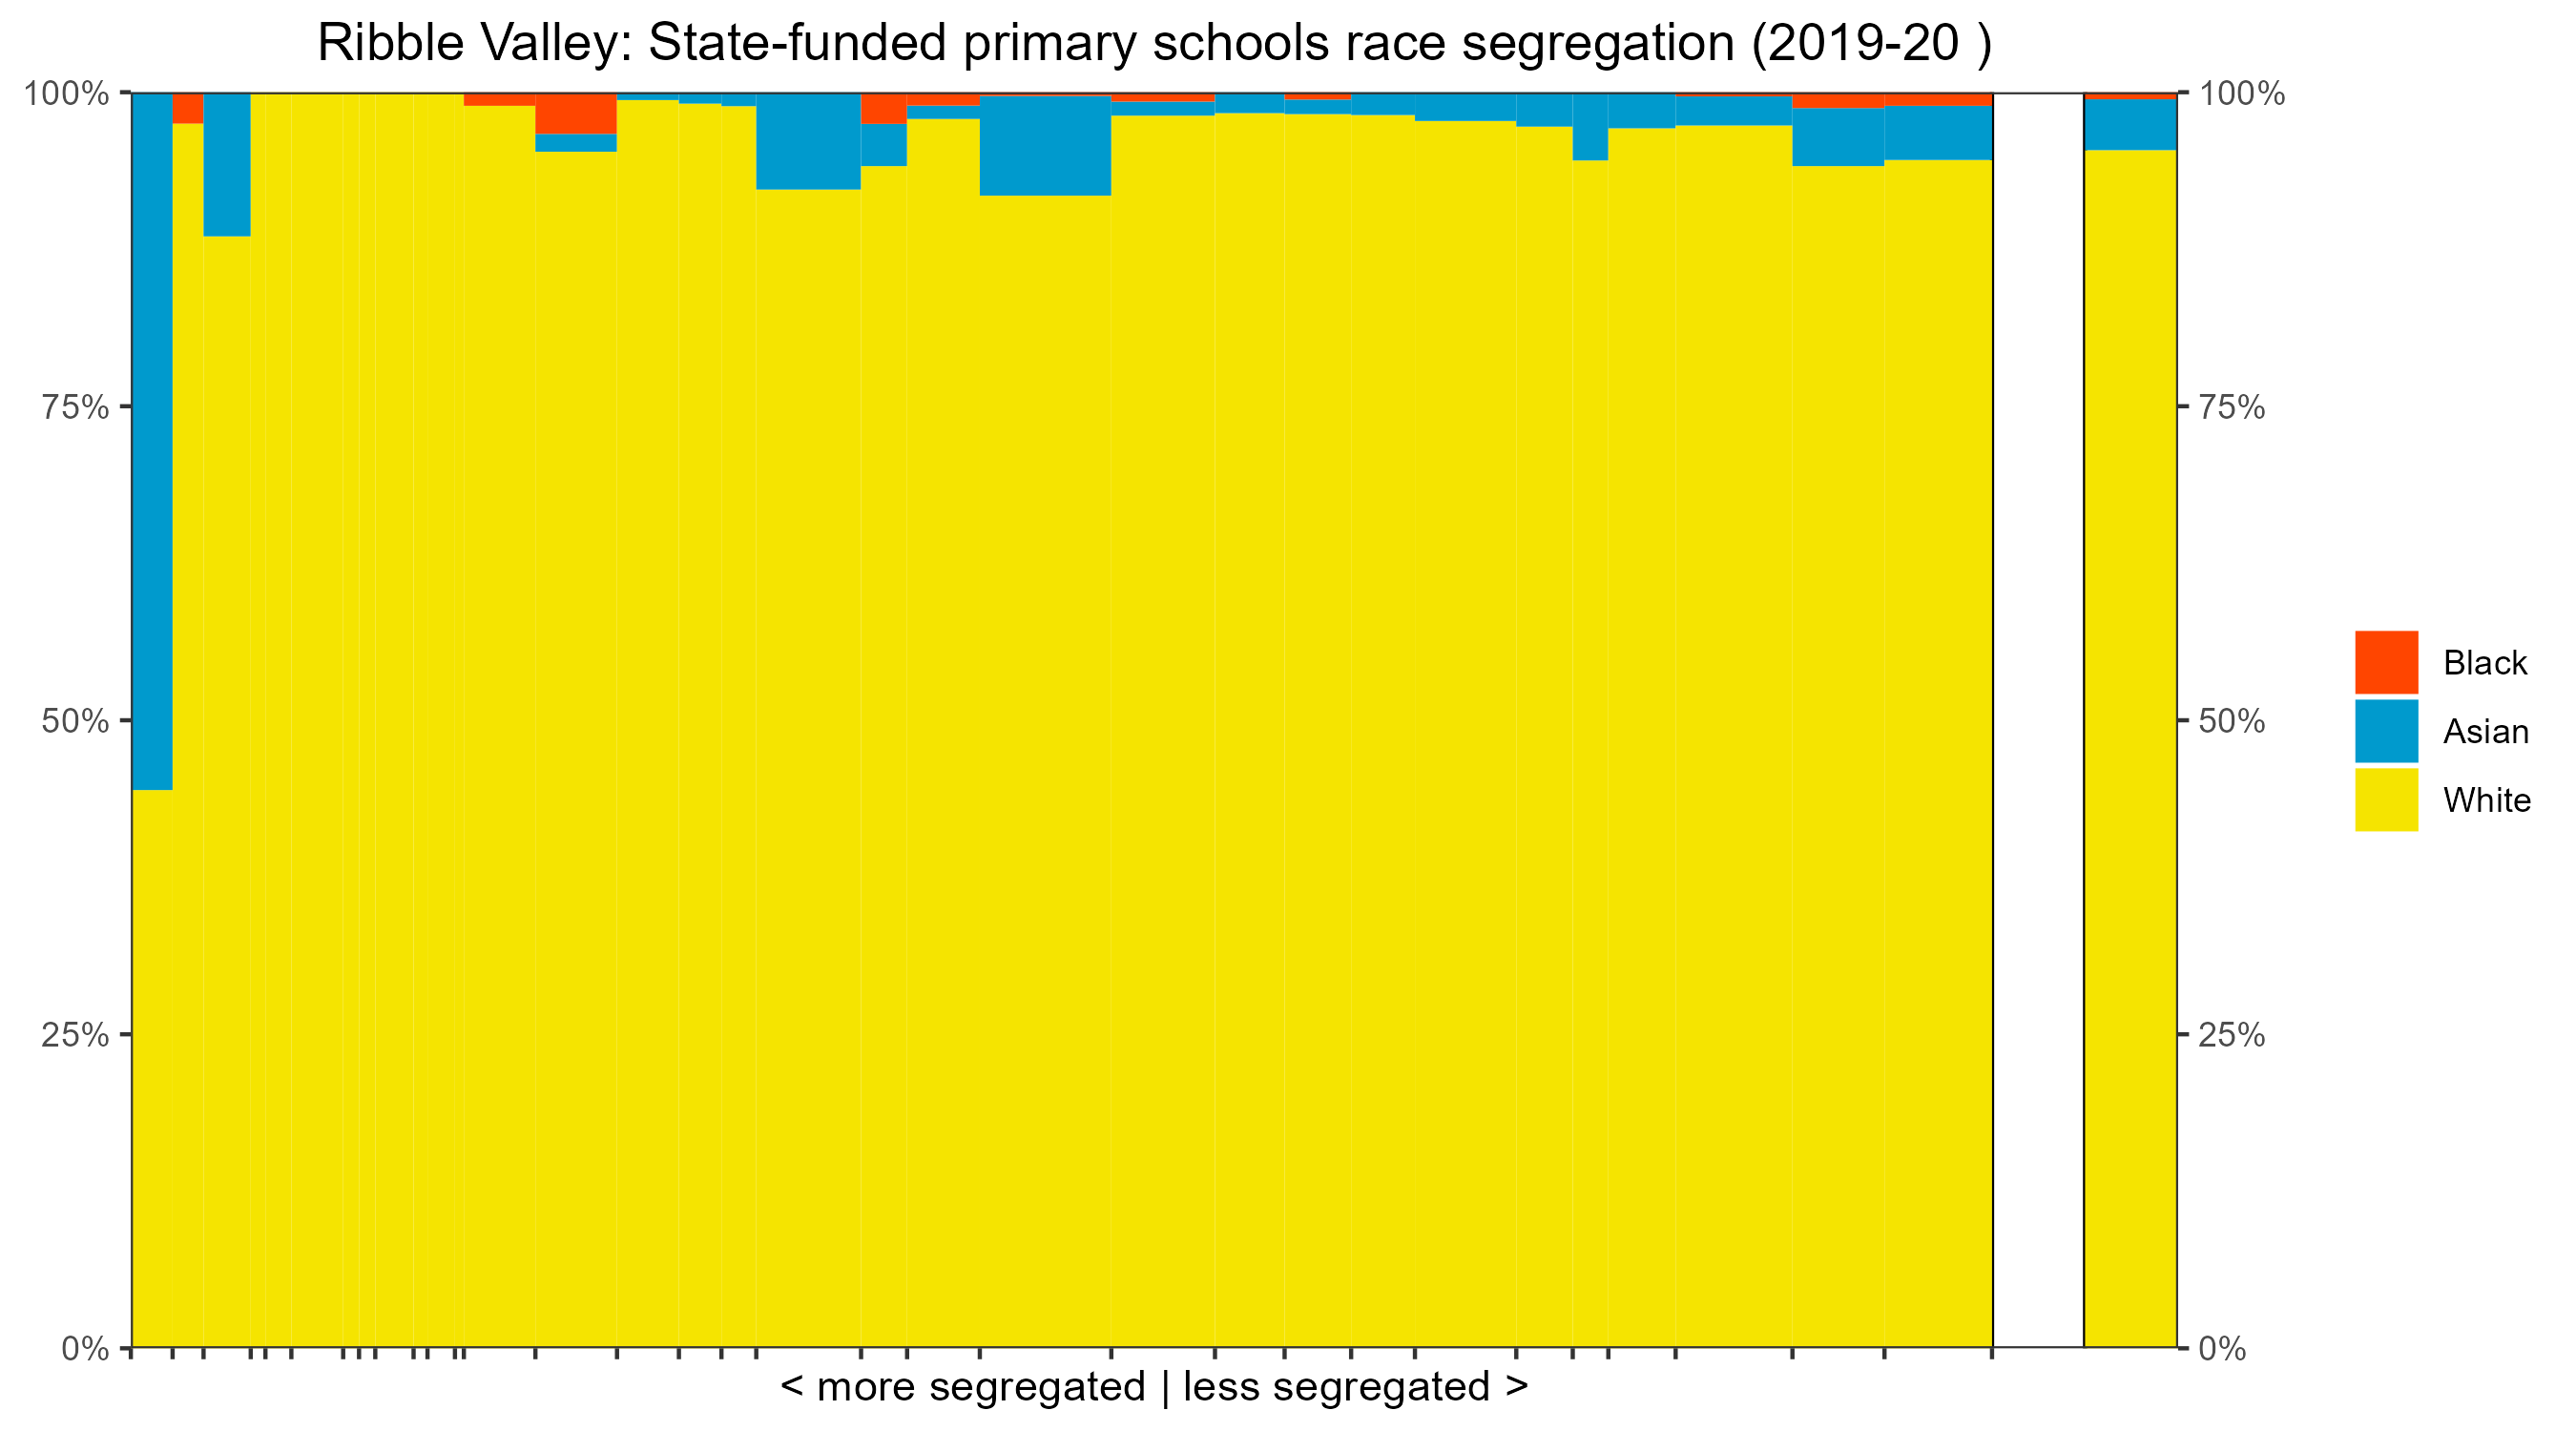 Ribble Valley: State-funded primary schools race segregation (2019-20 )
100% 100%
75% 75%
50% 50%
25% 25%
0% 0%
Black
Asian
White
< more segregated | less segregated >